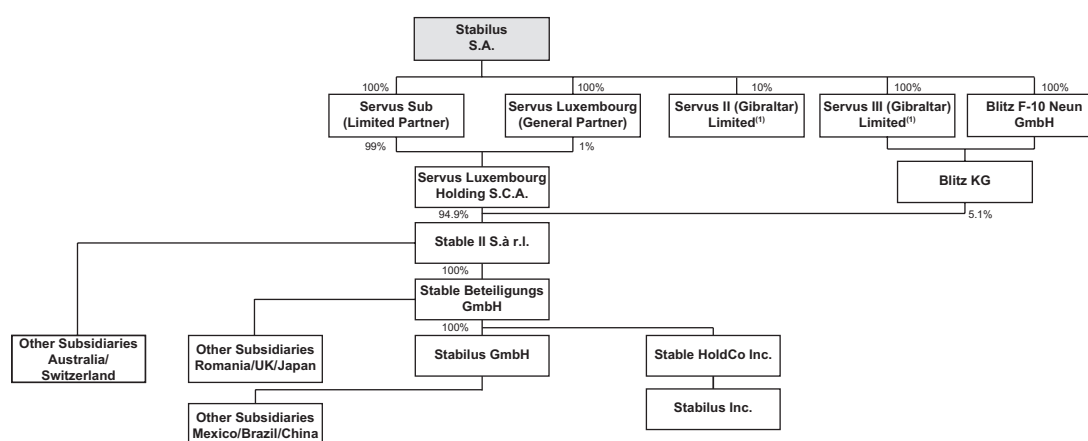 Stabilus
S.A.
100%
100%
10%
100%
100%
Servus Sub
(Limited Partner)
Servus Luxembourg
(General Partner)
Servus II (Gibraltar)
Limited(1)
Servus III (Gibraltar)
Limited(1)
Blitz F-10 Neun
GmbH
99%
1%
Servus Luxembourg
Holding S.C.A.
Blitz KG
94.9%
5.1%
Stable II S.à r.l.
100%
Stable Beteiligungs
GmbH
100%
Other Subsidiaries
Australia/
Switzerland
Other Subsidiaries
Romania/UK/Japan
Stabilus GmbH
Stable HoldCo Inc.
Other Subsidiaries
Mexico/Brazil/China
Stabilus Inc.